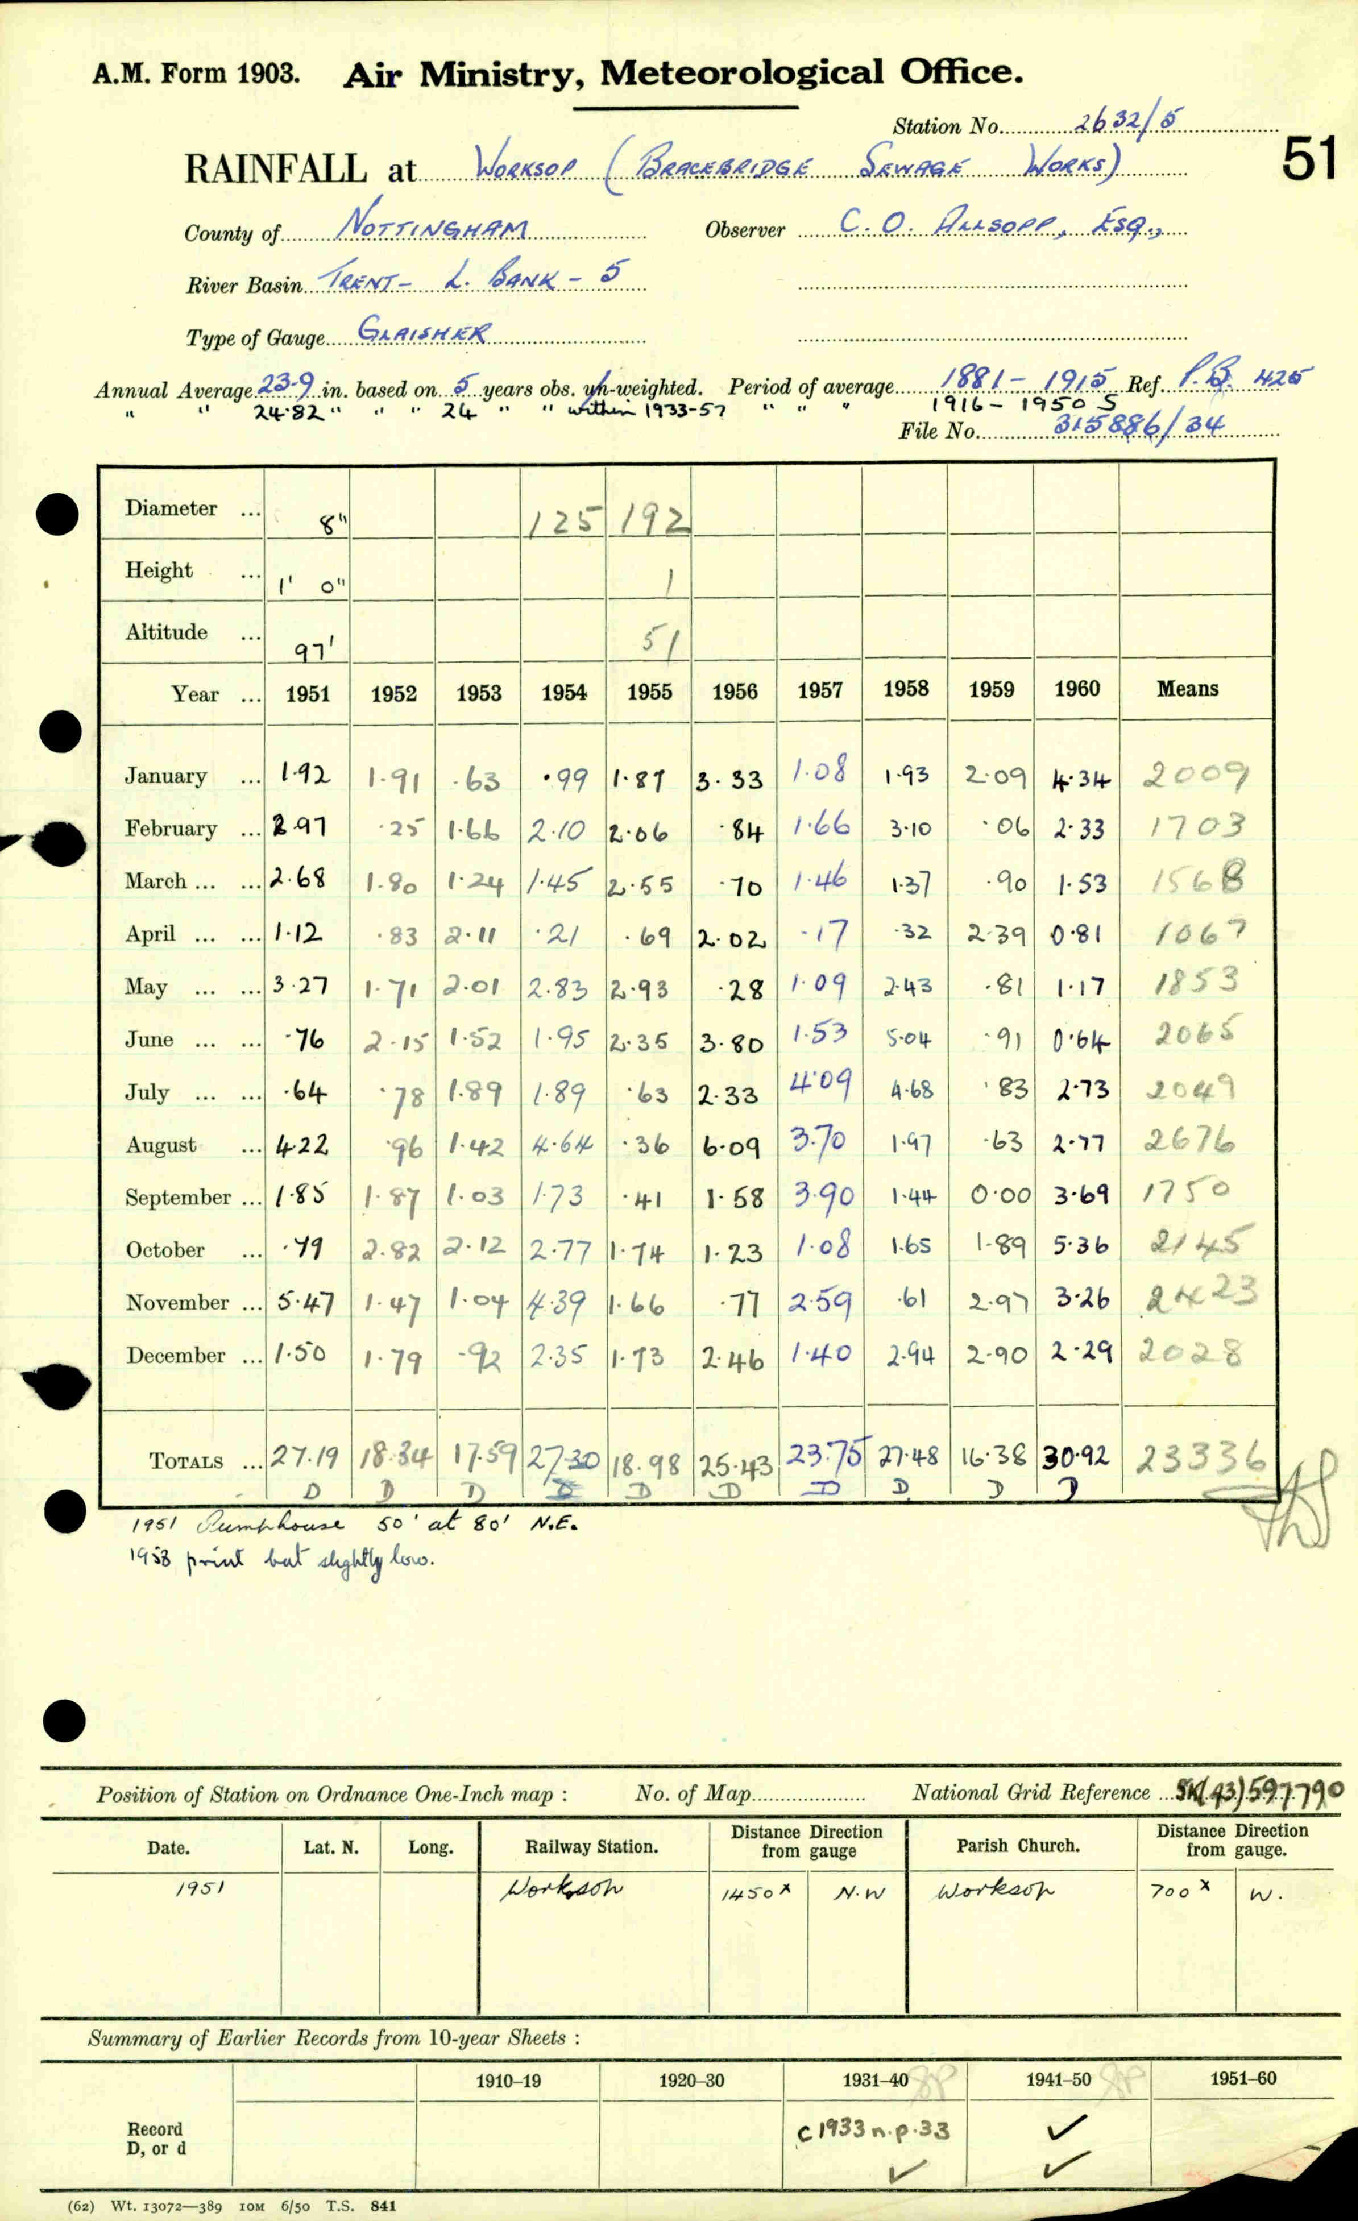 A.M. Form 1903. Air Ministry, Meteorological Office.
Station No. 2632/5
51
RAINFALL at WORKSOP (BRACEBRIDGE SEWAGE WORKS)
County of NOTTINGHAM Observer C. O. ALLSOPP, ESQ.,
River Basin TRENT - L. BANK - 5
Type of Gauge GLAISHER
Annual Average 23.9 in. based on 5 years obs. un-weighted. Period of average 1881 - 1915 Ref. P.B. 425
" " 24.82 " " " 24 " " within 1933-57 " " " 1916 - 1950 S
File No. 315886/34
Diameter ... 8" 125 192
Height ... 1' 0" 1
Altitude ... 97' 51
Year ... 1951 1952 1953 1954 1955 1956 1957 1958 1959 1960 Means
January ... 1.92 1.91 .63 .99 1.87 3.33 1.08 1.93 2.09 4.34 2009
February ... 2.97 .25 1.66 2.10 2.06 .84 1.66 3.10 .06 2.33 1703
March ... ... 2.68 1.80 1.24 1.45 2.55 .70 1.46 1.37 .90 1.53 1568
April ... ... 1.12 .83 2.11 .21 .69 2.02 .17 .32 2.39 0.81 1067
May ... ... 3.27 1.71 2.01 2.83 2.93 .28 1.09 2.43 .81 1.17 1853
June ... ... .76 2.15 1.52 1.95 2.35 3.80 1.53 5.04 .91 0.64 2065
July ... ... .64 .78 1.89 1.89 .63 2.33 4.09 4.68 .83 2.73 2049
August ... 4.22 .96 1.42 4.64 .36 6.09 3.70 1.97 .63 2.77 2676
September ... 1.85 1.87 1.03 1.73 .41 1.58 3.90 1.44 0.00 3.69 1750
October ... .79 2.82 2.12 2.77 1.74 1.23 1.08 1.65 1.89 5.36 2145
November ... 5.47 1.47 1.04 4.39 1.66 .77 2.59 .61 2.97 3.26 2423
December ... 1.50 1.79 .92 2.35 1.73 2.46 1.40 2.94 2.90 2.29 2028
TOTALS ... 27.19 18.34 17.59 27.30 18.98 25.43 23.75 27.48 16.38 30.92 23336
D D D D D D D D D D
1951 Pumphouse 50' at 80' N.E.
1958 print but slightly low.
Position of Station on Ordnance One-Inch map : No. of Map National Grid Reference SK(43)597790
Date. Lat. N. Long. Railway Station. Distance Direction from gauge Parish Church. Distance Direction from gauge.
1951 Worksop 1450x N.W Worksop 700x W.
Summary of Earlier Records from 10-year Sheets :
1910–19 1920–30 1931–40 1941–50 1951–60
Record D, or d c1933 n.p.33 ✓
✓ ✓
(62) Wt. 13072—389 10M 6/50 T.S. 841